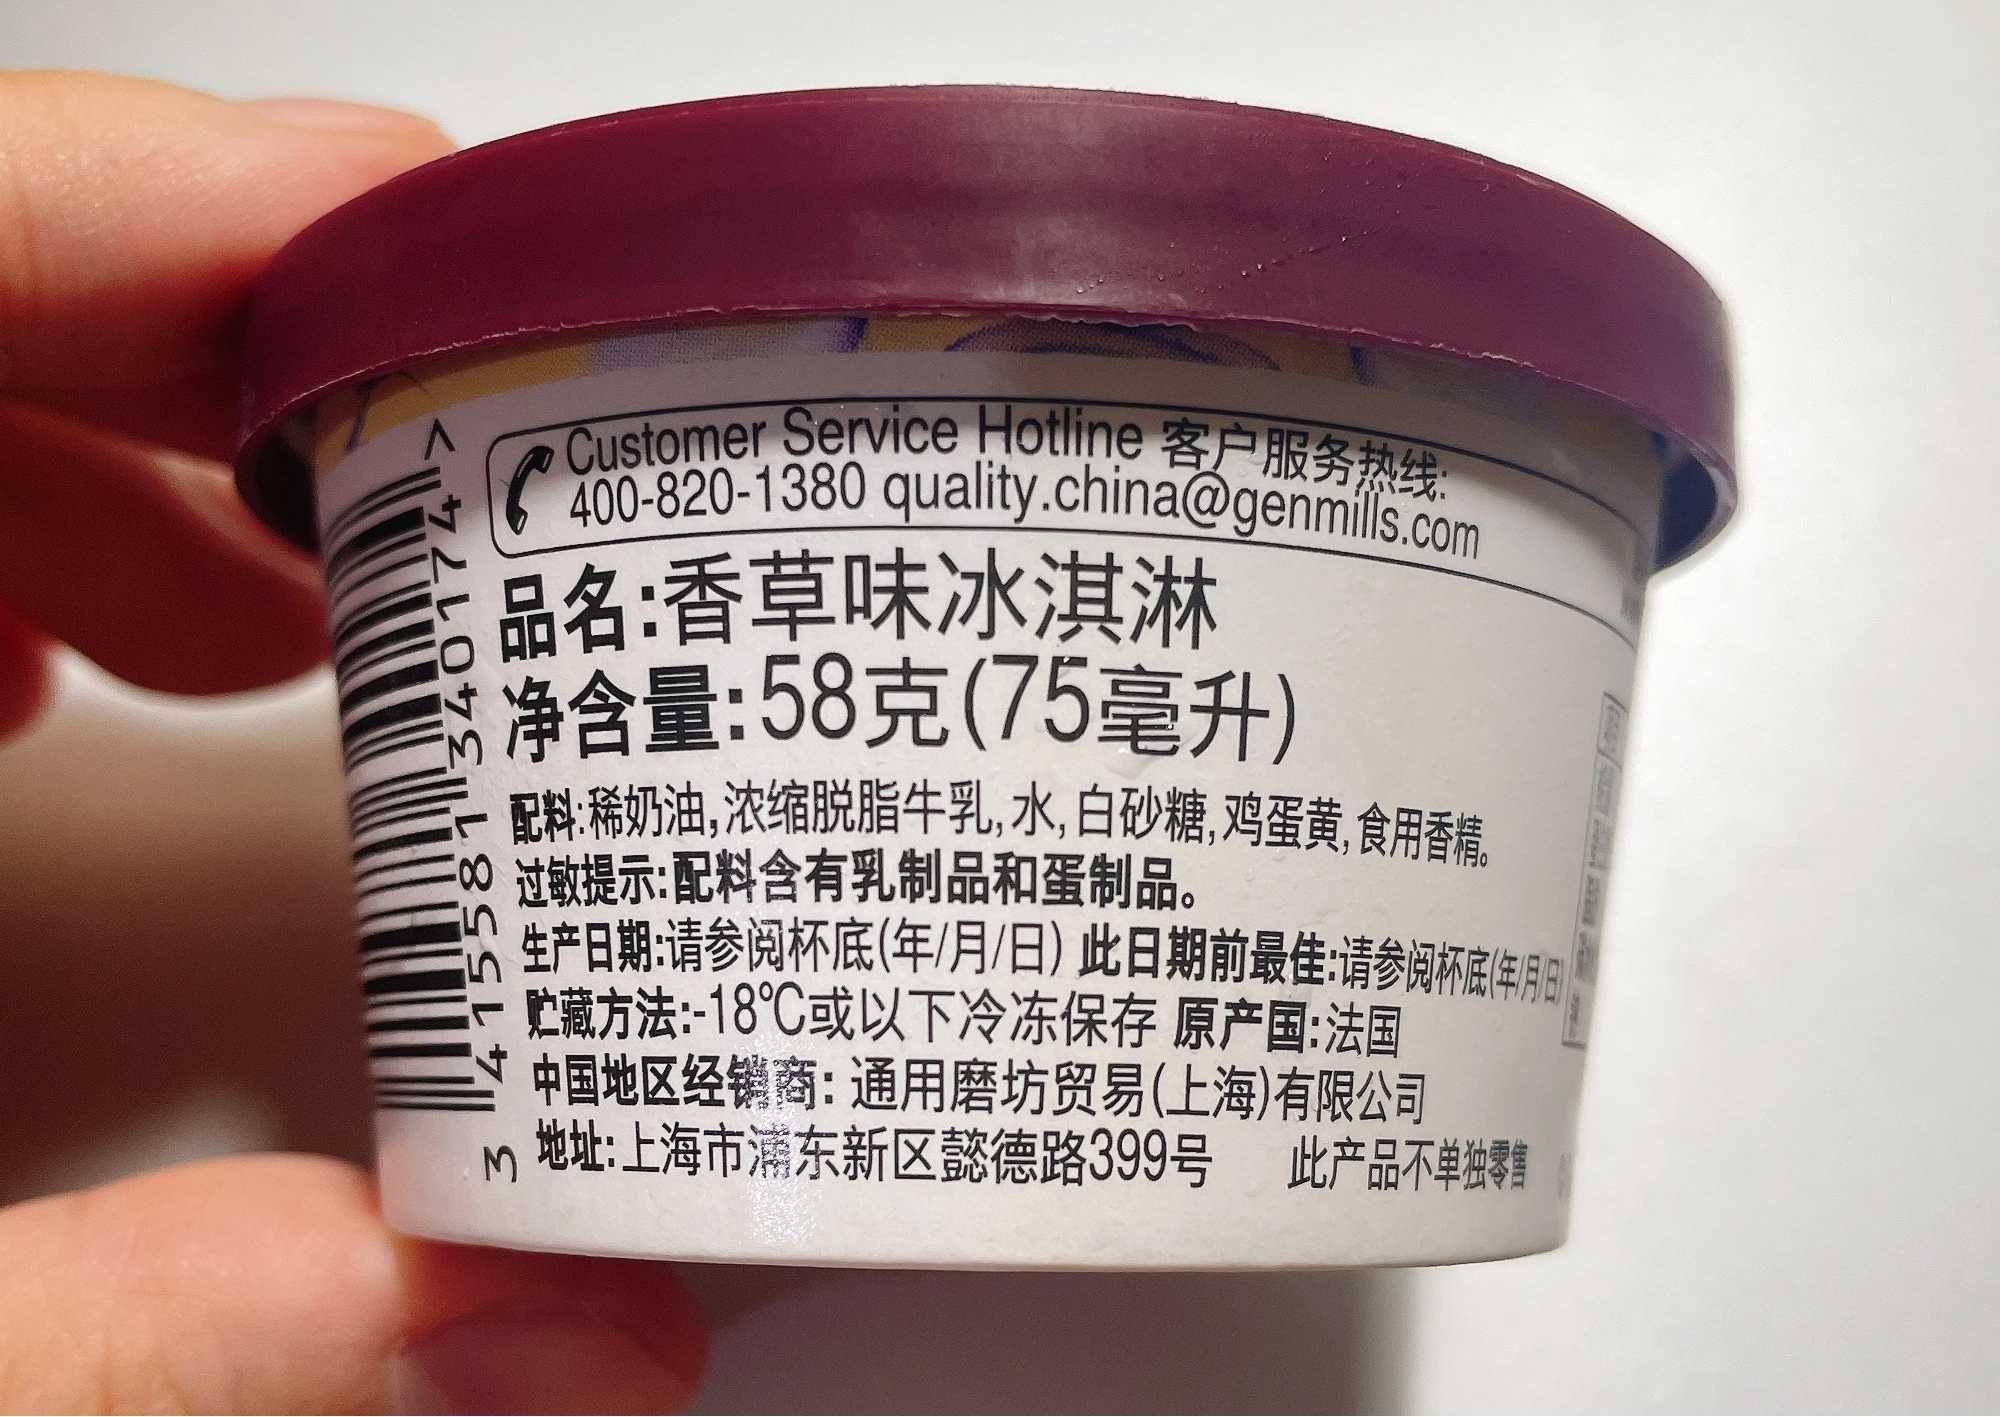 Customer Service Hotline 客户服务热线:
400-820-1380 quality.china@genmills.com
品名:香草味冰淇淋
净含量:58克(75毫升)
配料:稀奶油,浓缩脱脂牛乳,水,白砂糖,鸡蛋黄,食用香精。
过敏提示:配料含有乳制品和蛋制品。
生产日期:请参阅杯底(年/月/日) 此日期前最佳:请参阅杯底(年/月/日)
贮藏方法:-18℃或以下冷冻保存 原产国:法国
中国地区经销商: 通用磨坊贸易(上海)有限公司
地址:上海市浦东新区懿德路399号 此产品不单独零售
3 415581 340174 >